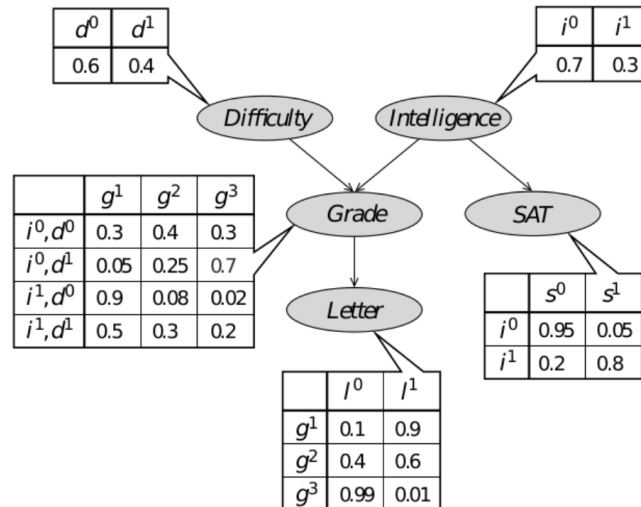 d⁰ d¹
0.6 0.4
i⁰ i¹
0.7 0.3
Difficulty
Intelligence
g¹ g² g³
i⁰,d⁰ 0.3 0.4 0.3
i⁰,d¹ 0.05 0.25 0.7
i¹,d⁰ 0.9 0.08 0.02
i¹,d¹ 0.5 0.3 0.2
Grade
SAT
Letter
s⁰ s¹
i⁰ 0.95 0.05
i¹ 0.2 0.8
l⁰ l¹
g¹ 0.1 0.9
g² 0.4 0.6
g³ 0.99 0.01